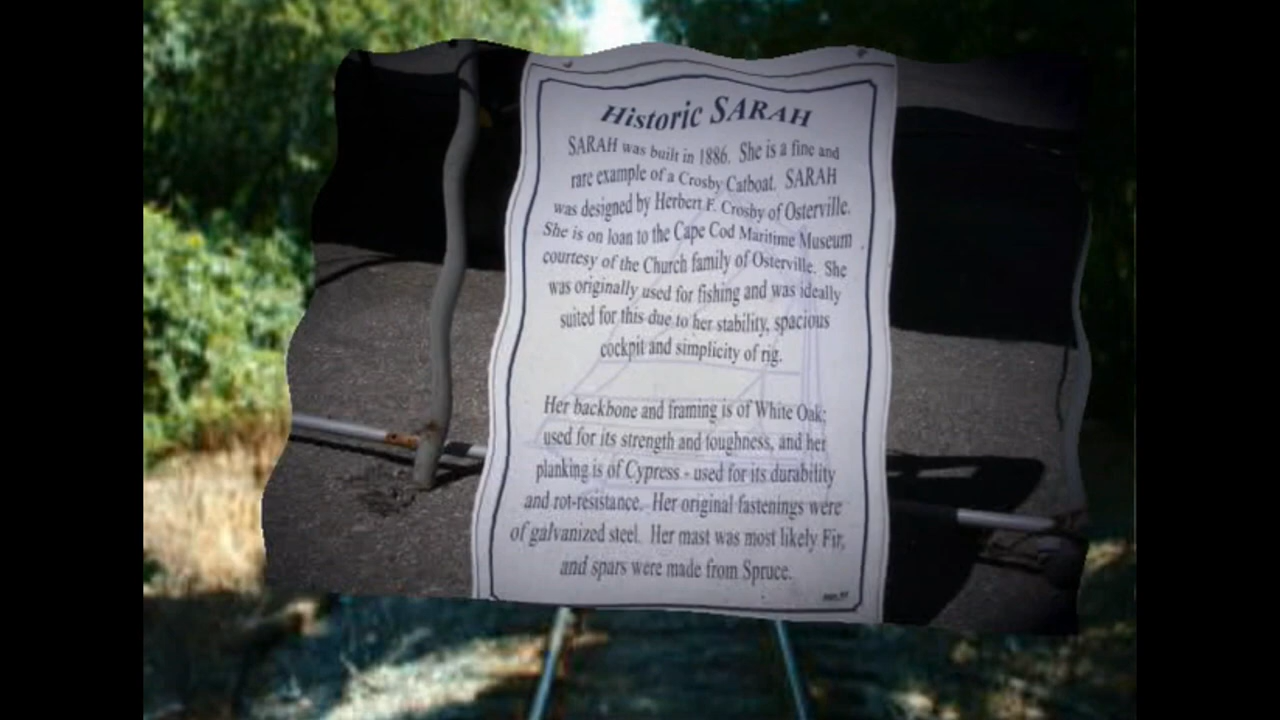 Historic SARAH
SARAH was built in 1886. She is a fine and
rare example of a Crosby Catboat. SARAH
was designed by Herbert F. Crosby of Osterville.
She is on loan to the Cape Cod Maritime Museum
courtesy of the Church family of Osterville. She
was originally used for fishing and was ideally
suited for this due to her stability, spacious
cockpit and simplicity of rig.
Her backbone and framing is of White Oak;
used for its strength and toughness, and her
planking is of Cypress - used for its durability
and rot-resistance. Her original fastenings were
of galvanized steel. Her mast was most likely Fir,
and spars were made from Spruce.